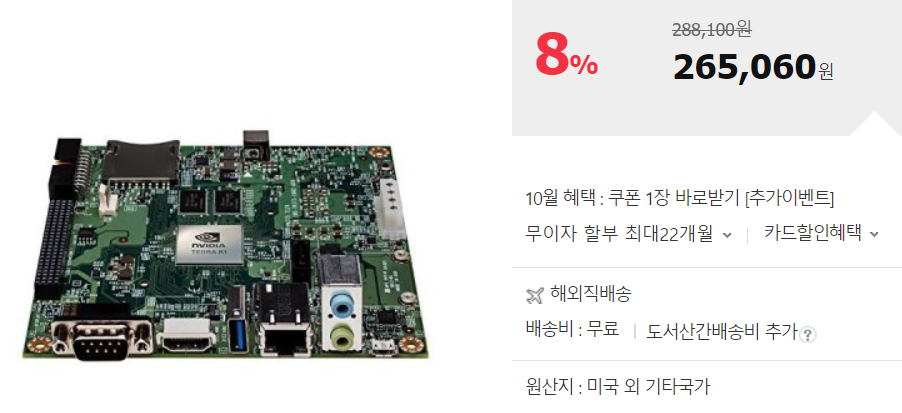 288,100원
8%
265,060원
10월 혜택 : 쿠폰 1장 바로받기 [추가이벤트]
무이자 할부 최대22개월 | 카드할인혜택
해외직배송
배송비 : 무료 | 도서산간배송비 추가 ?
원산지 : 미국 외 기타국가
NVIDIA
TEGRA K1